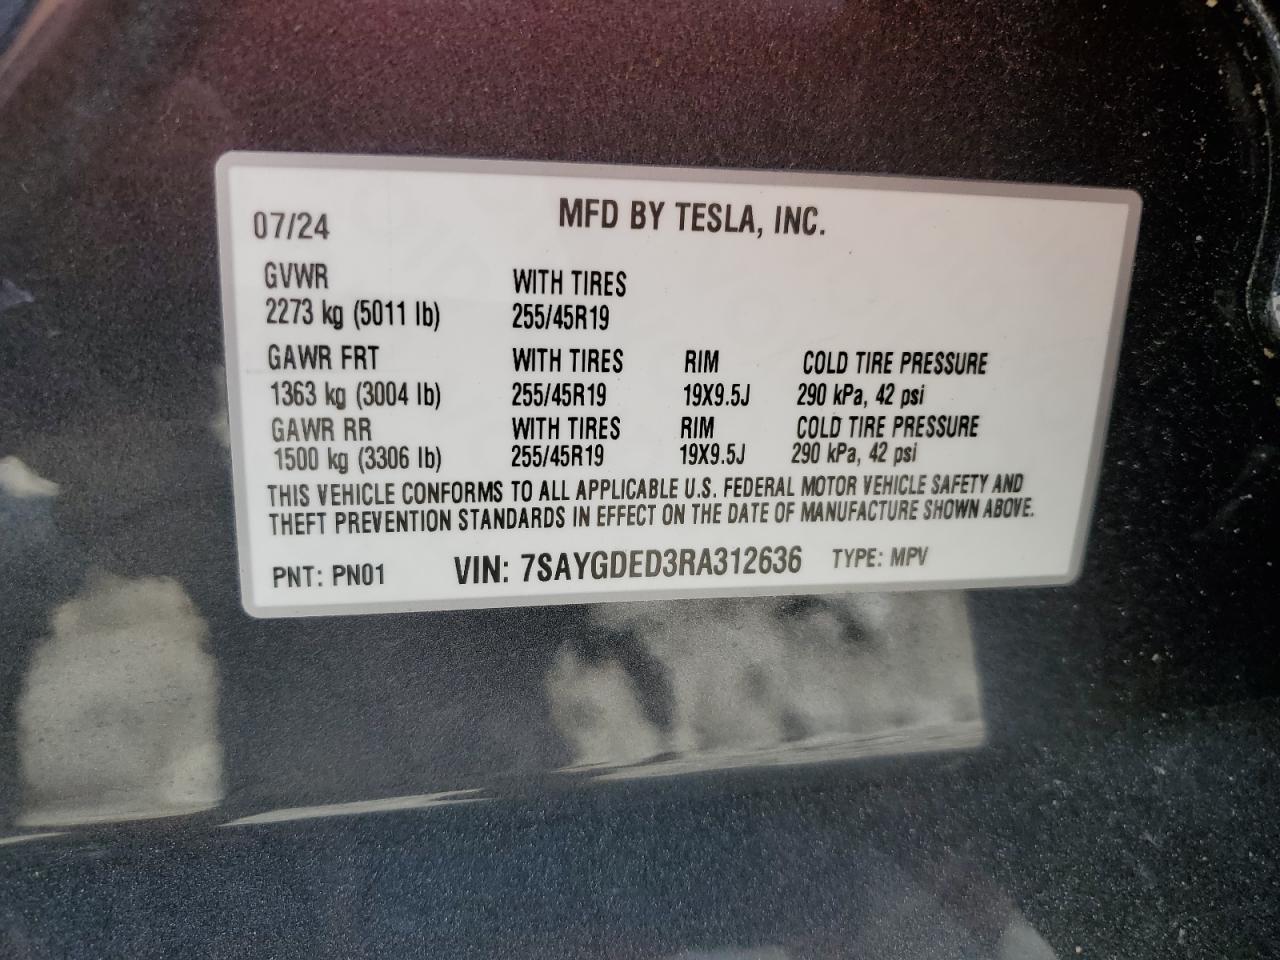 07/24 MFD BY TESLA, INC.
GVWR WITH TIRES
2273 kg (5011 lb) 255/45R19
GAWR FRT WITH TIRES RIM COLD TIRE PRESSURE
1363 kg (3004 lb) 255/45R19 19X9.5J 290 kPa, 42 psi
GAWR RR WITH TIRES RIM COLD TIRE PRESSURE
1500 kg (3306 lb) 255/45R19 19X9.5J 290 kPa, 42 psi
THIS VEHICLE CONFORMS TO ALL APPLICABLE U.S. FEDERAL MOTOR VEHICLE SAFETY AND
THEFT PREVENTION STANDARDS IN EFFECT ON THE DATE OF MANUFACTURE SHOWN ABOVE.
PNT: PN01 VIN: 7SAYGDED3RA312636 TYPE: MPV